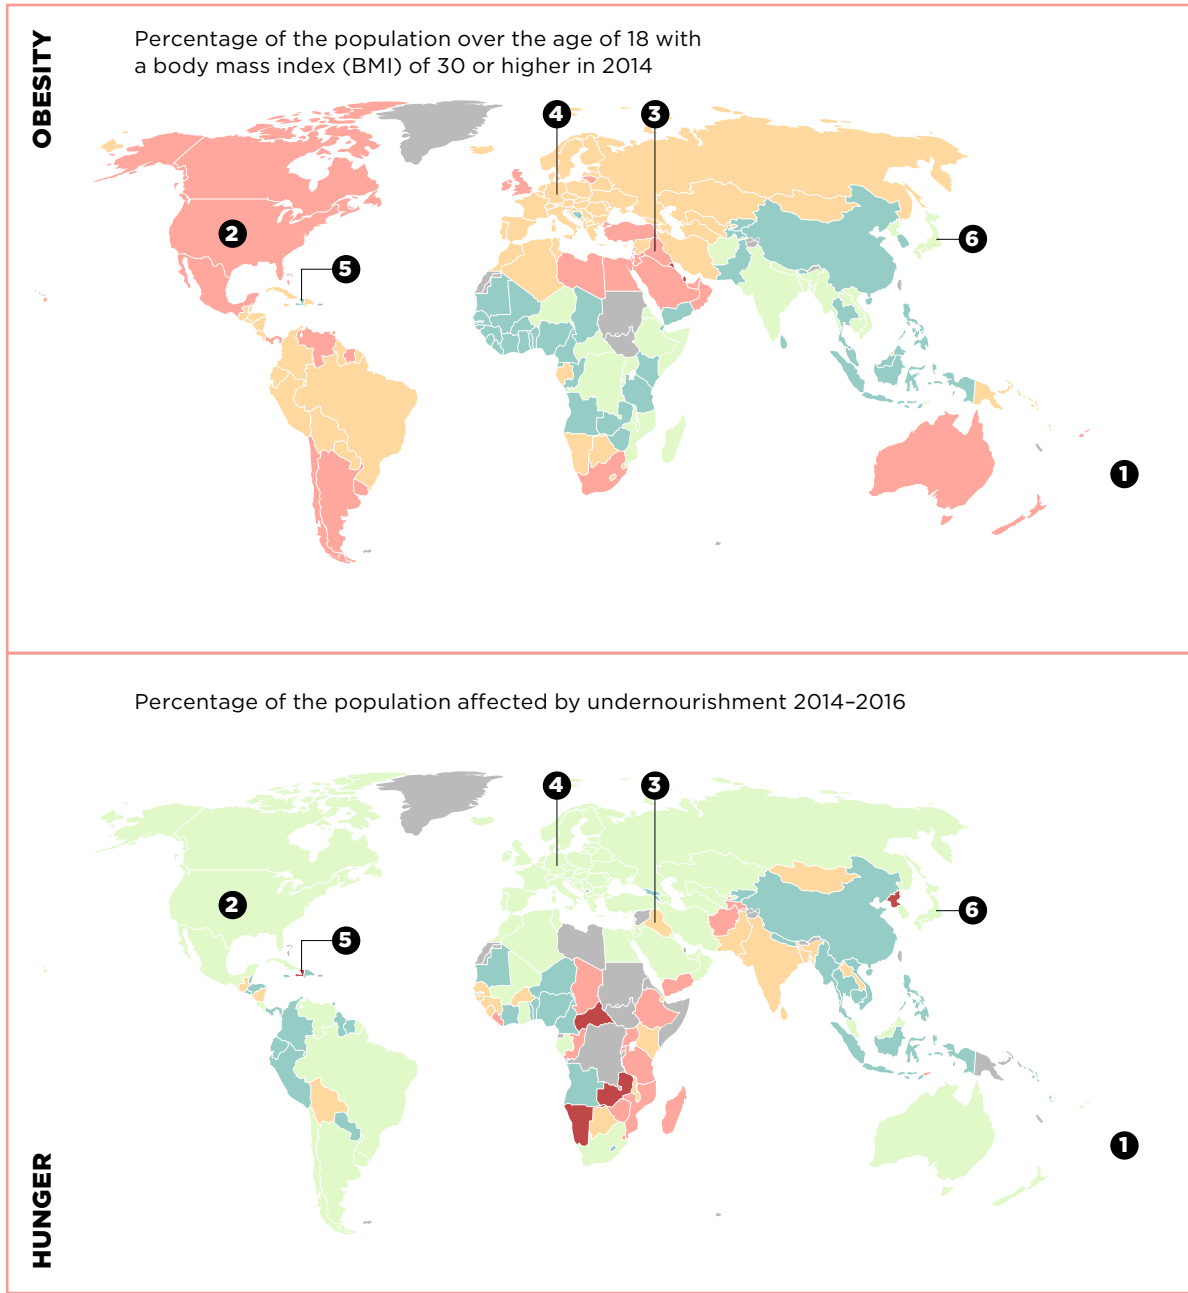 OBESITY
Percentage of the population over the age of 18 with
a body mass index (BMI) of 30 or higher in 2014
4
3
2
6
5
1
Percentage of the population affected by undernourishment 2014–2016
4
3
2
6
5
1
HUNGER